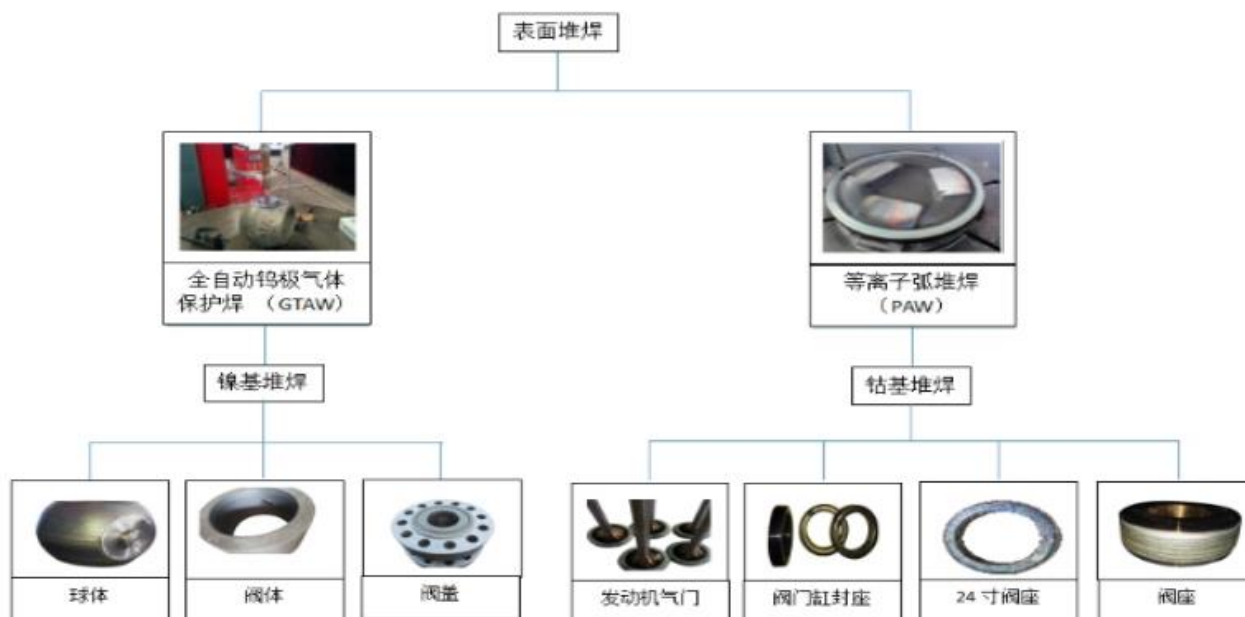 表面堆焊
全自动钨极气体
保护焊 （GTAW）
等离子弧堆焊
（PAW）
镍基堆焊
钴基堆焊
球体
阀体
阀盖
发动机气门
阀门缸封座
24 寸阀座
阀座